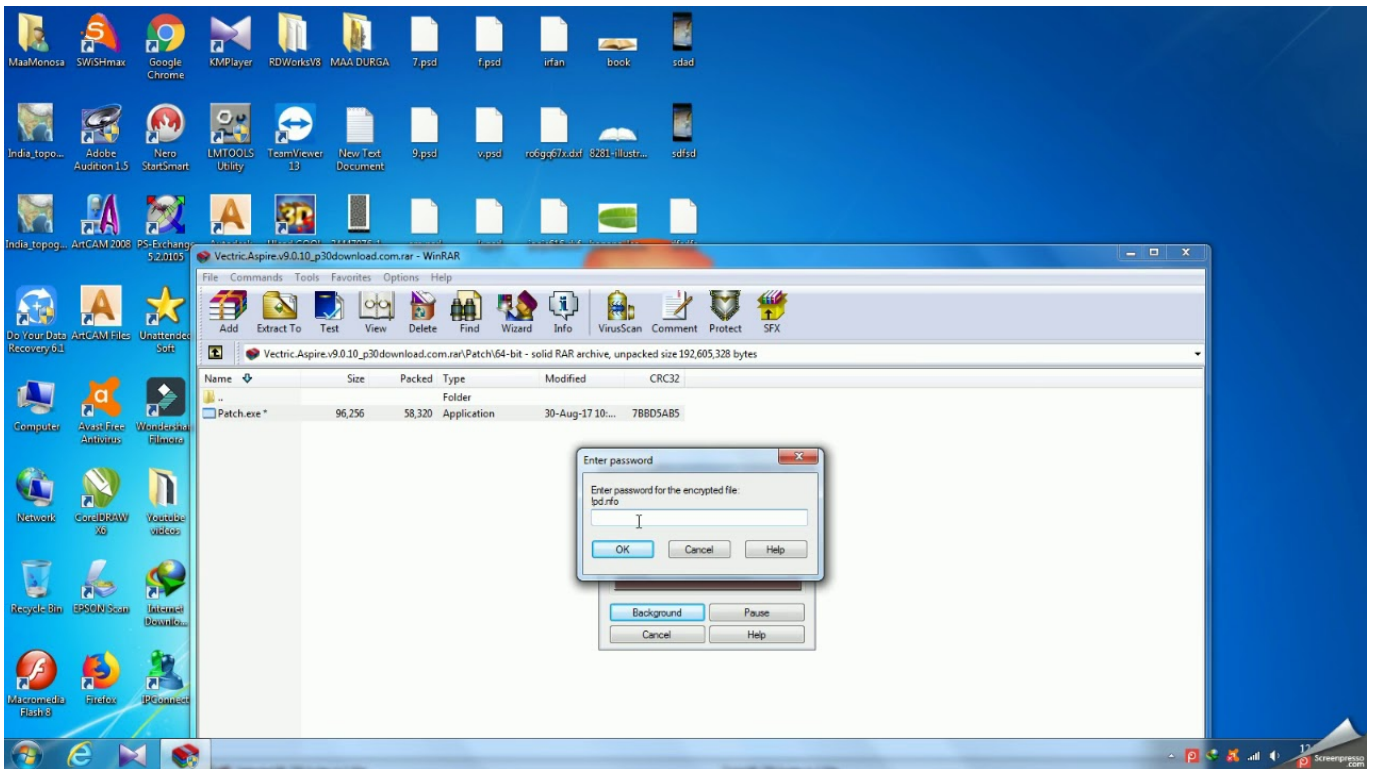 MaaMonosa SWiSHmax Google Chrome KMPlayer RDWorksV8 MAA DURGA 7.psd f.psd irfan book sdad
India_topo... Adobe Audition 1.5 Nero StartSmart LMTOOLS Utility TeamViewer 13 New Text Document 9.psd v.psd ro6gq67x.dxf 8281-illustr... sdfsd
India_topog... ArtCAM 2008 PS-Exchange 5.2.0105
Vectric.Aspire.v9.0.10_p30download.com.rar - WinRAR
File Commands Tools Favorites Options Help
Add Extract To Test View Delete Find Wizard Info VirusScan Comment Protect SFX
Vectric.Aspire.v9.0.10_p30download.com.rar\Patch\64-bit - solid RAR archive, unpacked size 192,605,328 bytes
Name Size Packed Type Modified CRC32
.. Folder
Patch.exe * 96,256 58,320 Application 30-Aug-17 10:... 7BBD5AB5
Enter password
Enter password for the encrypted file:
!pd.nfo
OK Cancel Help
Background Pause
Cancel Help
Do Your Data Recovery 6.1 ArtCAM Files Unattended Soft
Computer Avast Free Antivirus Wondershare Filmora
Network CorelDRAW X6 Youtube videos
Recycle Bin EPSON Scan Internet Downlo...
Macromedia Flash 8 Firefox IPConnect
Screenpresso
.com